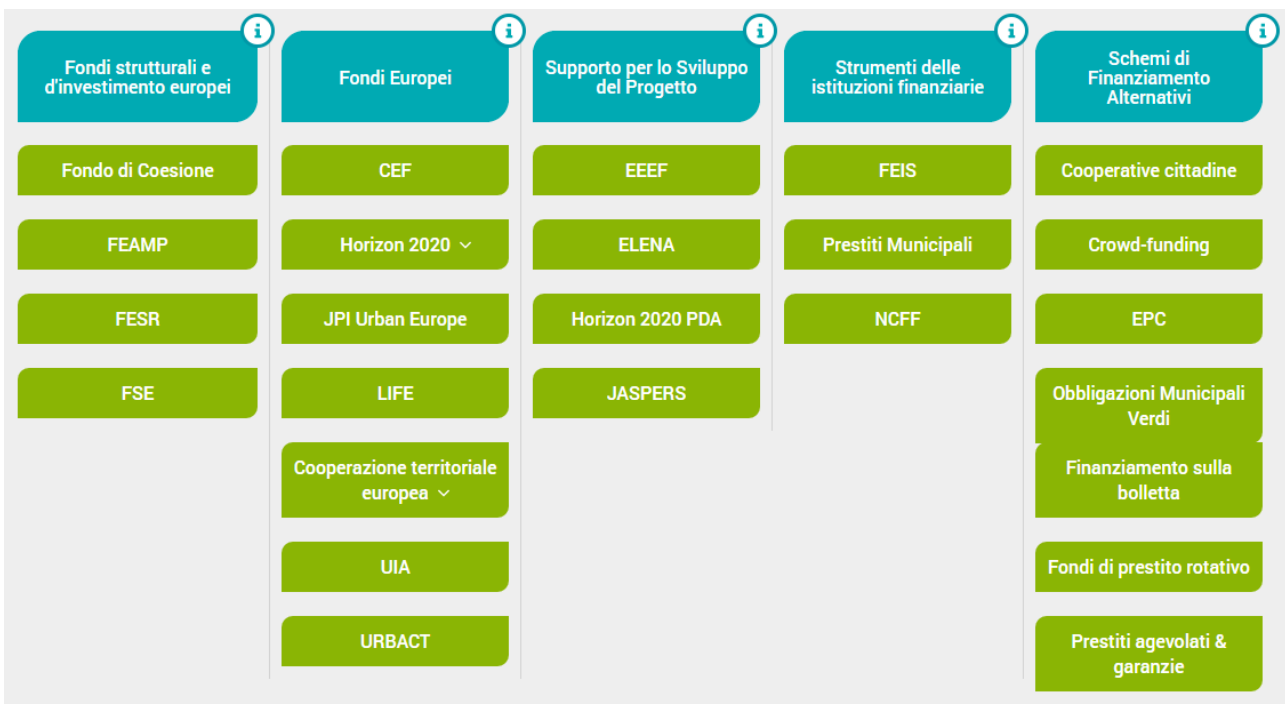 Fondi strutturali e
d'investimento europei
Fondo di Coesione
FEAMP
FESR
FSE
Fondi Europei
CEF
Horizon 2020
JPI Urban Europe
LIFE
Cooperazione territoriale
europea
UIA
URBACT
Supporto per lo Sviluppo
del Progetto
EEEF
ELENA
Horizon 2020 PDA
JASPERS
Strumenti delle
istituzioni finanziarie
FEIS
Prestiti Municipali
NCFF
Schemi di
Finanziamento
Alternativi
Cooperative cittadine
Crowd-funding
EPC
Obbligazioni Municipali
Verdi
Finanziamento sulla
bolletta
Fondi di prestito rotativo
Prestiti agevolati &
garanzie